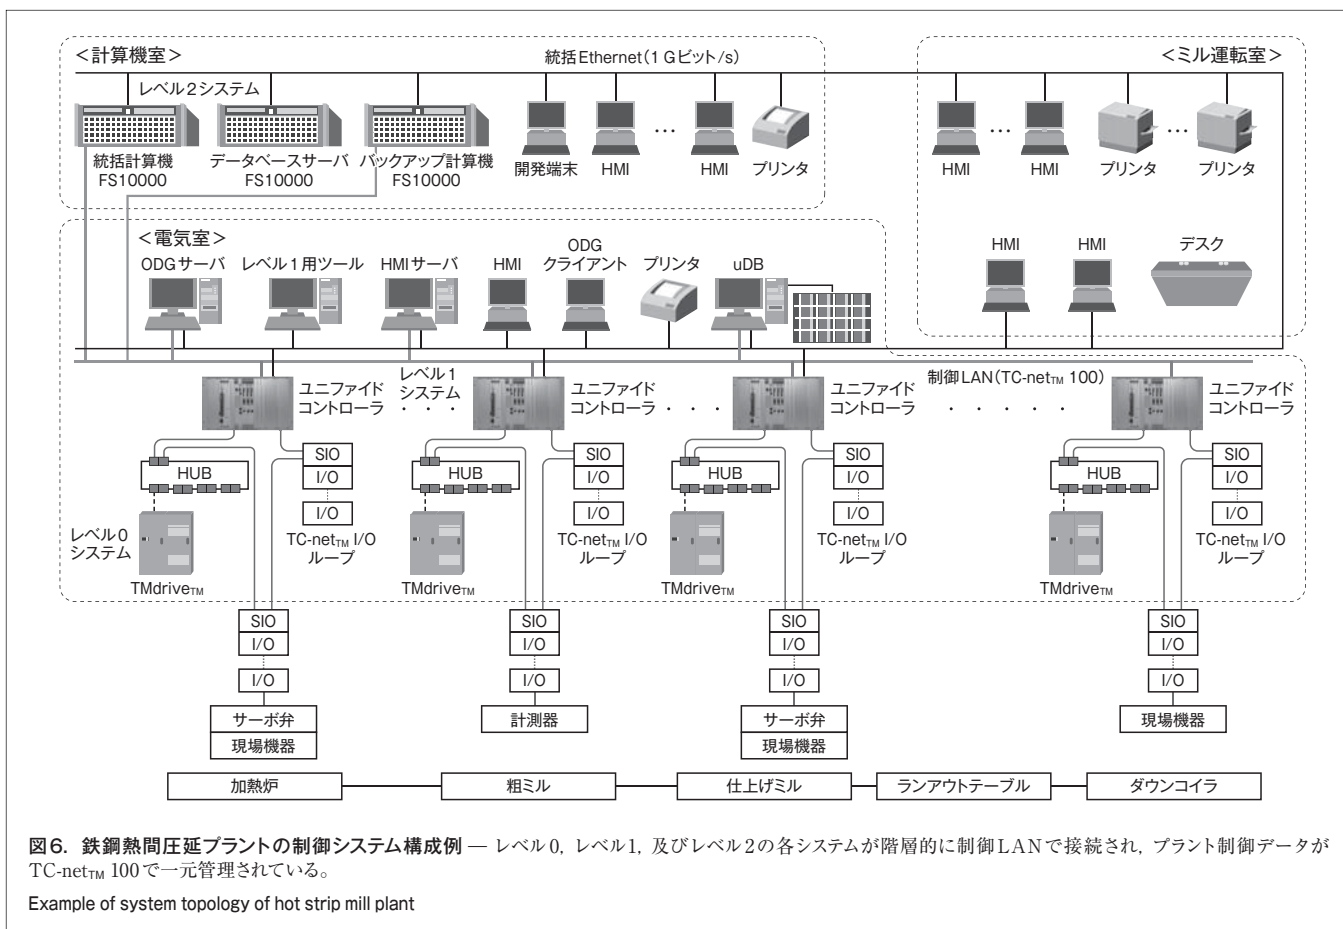 <計算機室>
統括Ethernet(1 Gビット/s)
<ミル運転室>
レベル2システム
統括計算機
FS10000
データベースサーバ
FS10000
バックアップ計算機
FS10000
開発端末
HMI
...
HMI
プリンタ
HMI
...
HMI
プリンタ
...
プリンタ
HMI
HMI
デスク
<電気室>
ODGサーバ
レベル1用ツール
HMIサーバ
HMI
ODG
クライアント
プリンタ
uDB
制御LAN(TC-netTM 100)
ユニファイド
コントローラ
レベル1
システム
・ ・ ・
ユニファイド
コントローラ
・ ・ ・
ユニファイド
コントローラ
・ ・ ・ ・ ・
ユニファイド
コントローラ
HUB
SIO
I/O
I/O
TC-netTM I/O
ループ
HUB
SIO
I/O
I/O
TC-netTM I/O
ループ
HUB
SIO
I/O
I/O
TC-netTM I/O
ループ
HUB
SIO
I/O
I/O
TC-netTM I/O
ループ
レベル0
システム
TMdriveTM
TMdriveTM
TMdriveTM
TMdriveTM
SIO
I/O
I/O
サーボ弁
現場機器
SIO
I/O
I/O
計測器
SIO
I/O
I/O
サーボ弁
現場機器
SIO
I/O
I/O
現場機器
加熱炉
粗ミル
仕上げミル
ランアウトテーブル
ダウンコイラ
図6. 鉄鋼熱間圧延プラントの制御システム構成例 — レベル0, レベル1, 及びレベル2の各システムが階層的に制御LANで接続され, プラント制御データが
TC-netTM 100で一元管理されている。
Example of system topology of hot strip mill plant